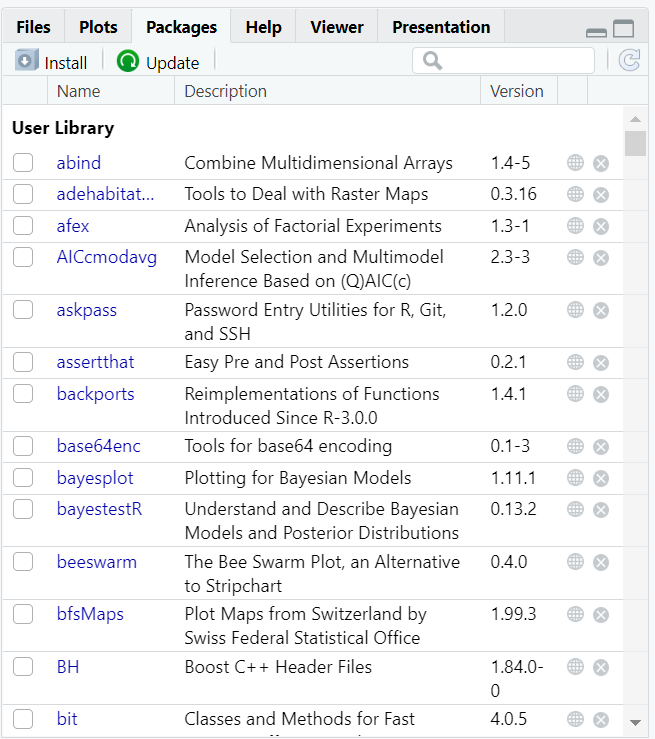 Files Plots Packages Help Viewer Presentation
Install Update
Name Description Version
User Library
abind Combine Multidimensional Arrays 1.4-5
adehabitat... Tools to Deal with Raster Maps 0.3.16
afex Analysis of Factorial Experiments 1.3-1
AICcmodavg Model Selection and Multimodel 2.3-3
Inference Based on (Q)AIC(c)
askpass Password Entry Utilities for R, Git, 1.2.0
and SSH
assertthat Easy Pre and Post Assertions 0.2.1
backports Reimplementations of Functions 1.4.1
Introduced Since R-3.0.0
base64enc Tools for base64 encoding 0.1-3
bayesplot Plotting for Bayesian Models 1.11.1
bayestestR Understand and Describe Bayesian 0.13.2
Models and Posterior Distributions
beeswarm The Bee Swarm Plot, an Alternative 0.4.0
to Stripchart
bfsMaps Plot Maps from Switzerland by 1.99.3
Swiss Federal Statistical Office
BH Boost C++ Header Files 1.84.0-
0
bit Classes and Methods for Fast 4.0.5